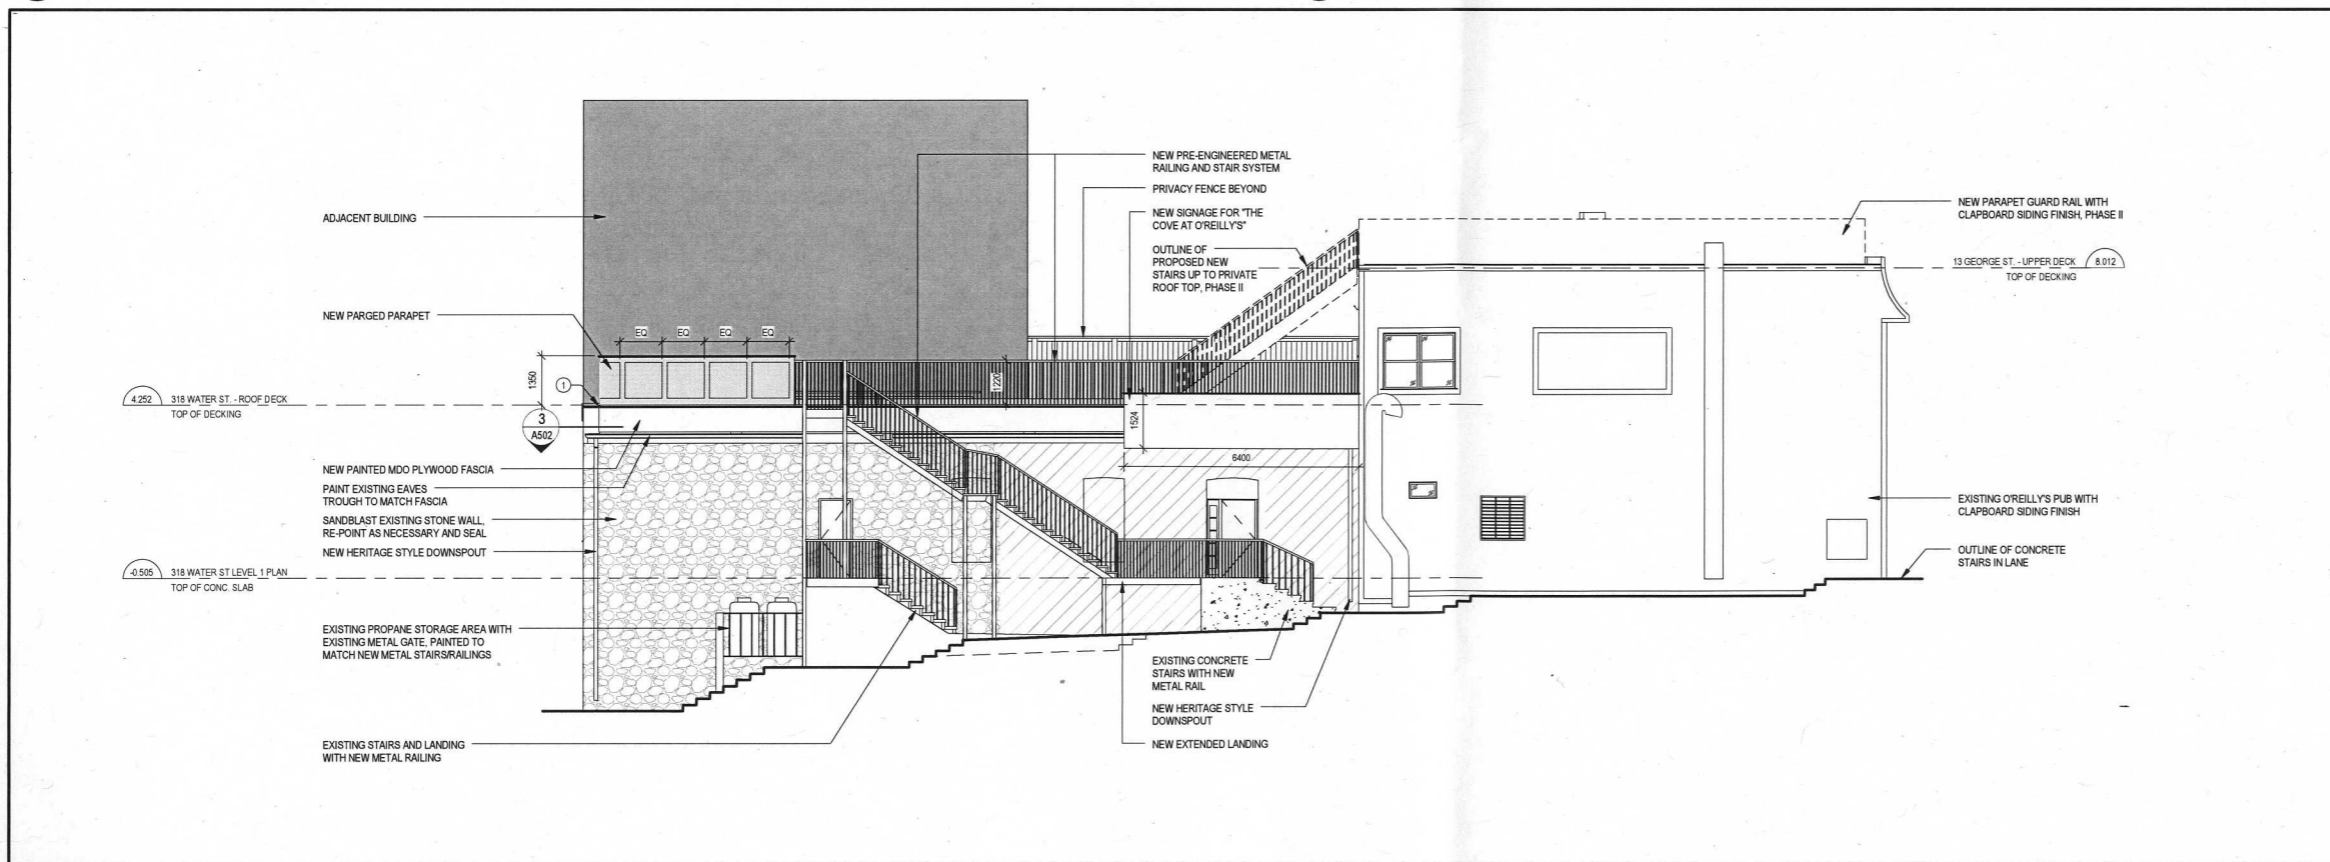 ADJACENT BUILDING
NEW PARGED PARAPET
EQ
EQ
EQ
EQ
1350
1
4.252
318 WATER ST. - ROOF DECK
TOP OF DECKING
3
A502
NEW PAINTED MDO PLYWOOD FASCIA
PAINT EXISTING EAVES
TROUGH TO MATCH FASCIA
SANDBLAST EXISTING STONE WALL,
RE-POINT AS NECESSARY AND SEAL
NEW HERITAGE STYLE DOWNSPOUT
-0.505
318 WATER ST LEVEL 1 PLAN
TOP OF CONC. SLAB
EXISTING PROPANE STORAGE AREA WITH
EXISTING METAL GATE, PAINTED TO
MATCH NEW METAL STAIRS/RAILINGS
EXISTING STAIRS AND LANDING
WITH NEW METAL RAILING
NEW PRE-ENGINEERED METAL
RAILING AND STAIR SYSTEM
PRIVACY FENCE BEYOND
NEW SIGNAGE FOR "THE
COVE AT O'REILLY'S"
OUTLINE OF
PROPOSED NEW
STAIRS UP TO PRIVATE
ROOF TOP, PHASE II
1220
1524
6400
EXISTING CONCRETE
STAIRS WITH NEW
METAL RAIL
NEW HERITAGE STYLE
DOWNSPOUT
NEW EXTENDED LANDING
NEW PARAPET GUARD RAIL WITH
CLAPBOARD SIDING FINISH, PHASE II
13 GEORGE ST. - UPPER DECK
8.012
TOP OF DECKING
EXISTING O'REILLY'S PUB WITH
CLAPBOARD SIDING FINISH
OUTLINE OF CONCRETE
STAIRS IN LANE